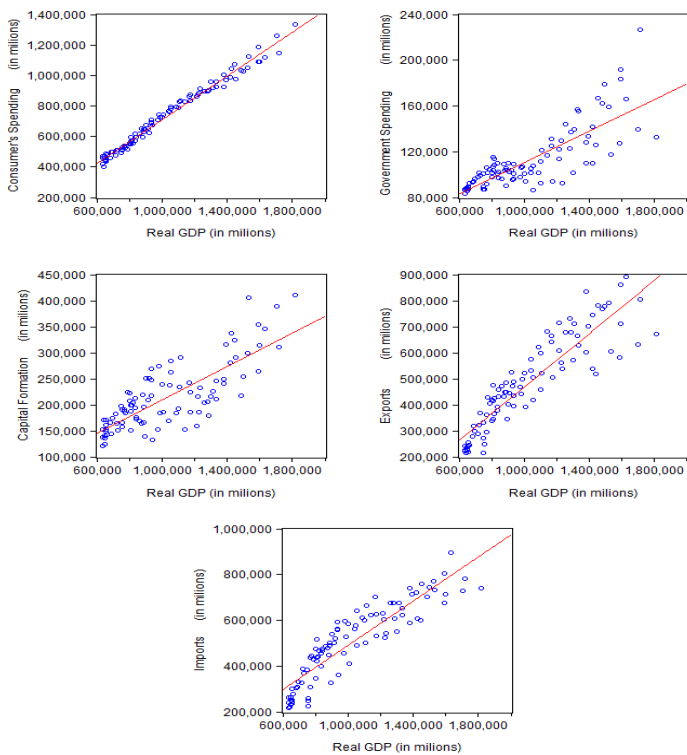 Consumer's Spending (in milions)
1,400,000
1,200,000
1,000,000
800,000
600,000
400,000
200,000
600,000 1,000,000 1,400,000 1,800,000
Real GDP (in milions)
Government Spending (in milions)
240,000
200,000
160,000
120,000
80,000
600,000 1,000,000 1,400,000 1,800,000
Real GDP (in milions)
Capital Formation (in milions)
450,000
400,000
350,000
300,000
250,000
200,000
150,000
100,000
600,000 1,000,000 1,400,000 1,800,000
Real GDP (in milions)
Exports (in milions)
900,000
800,000
700,000
600,000
500,000
400,000
300,000
200,000
600,000 1,000,000 1,400,000 1,800,000
Real GDP (in milions)
Imports (in milions)
1,000,000
800,000
600,000
400,000
200,000
600,000 1,000,000 1,400,000 1,800,000
Real GDP (in milions)